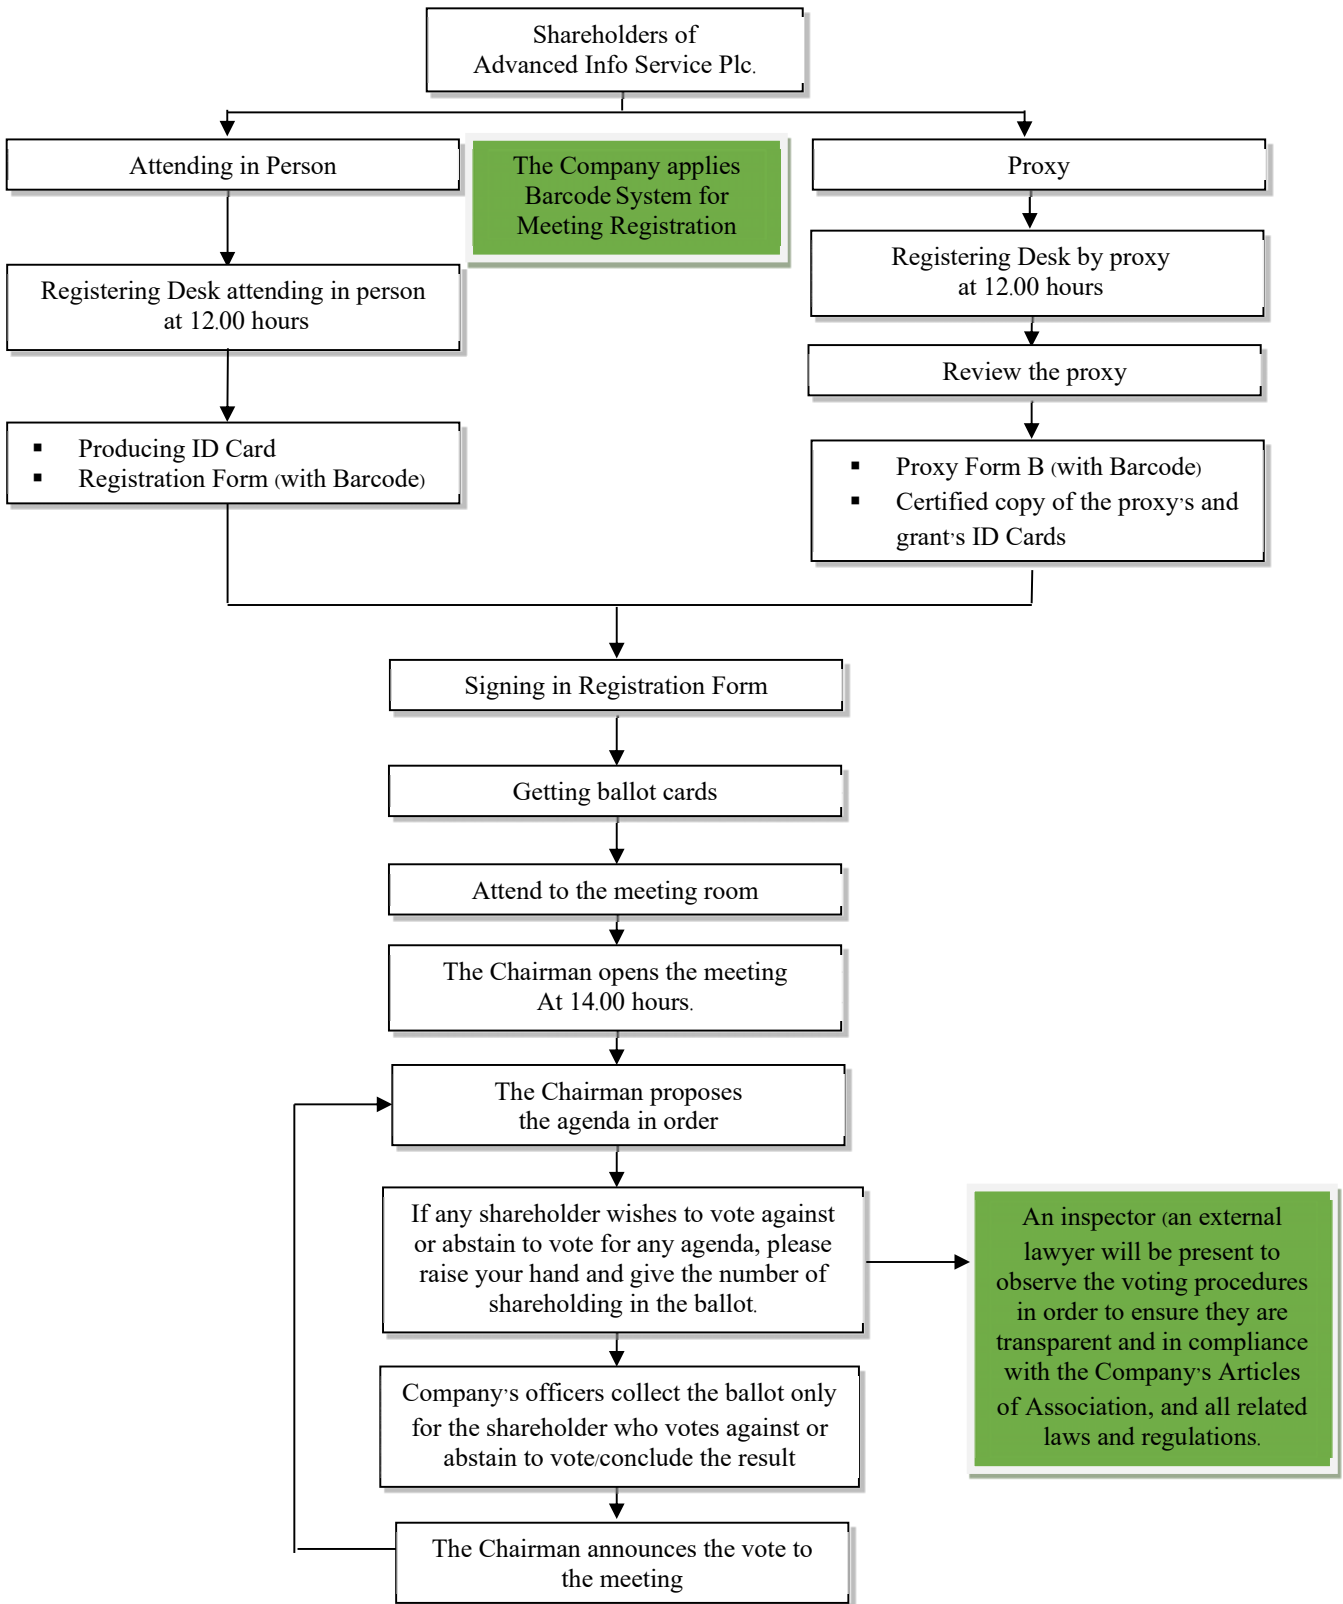 Shareholders of
Advanced Info Service Plc.
Attending in Person
The Company applies
Barcode System for
Meeting Registration
Proxy
Registering Desk attending in person
at 12.00 hours
Registering Desk by proxy
at 12.00 hours
Review the proxy
▪ Producing ID Card
▪ Registration Form (with Barcode)
▪ Proxy Form B (with Barcode)
▪ Certified copy of the proxy's and
grant's ID Cards
Signing in Registration Form
Getting ballot cards
Attend to the meeting room
The Chairman opens the meeting
At 14.00 hours.
The Chairman proposes
the agenda in order
If any shareholder wishes to vote against
or abstain to vote for any agenda, please
raise your hand and give the number of
shareholding in the ballot.
An inspector (an external
lawyer will be present to
observe the voting procedures
in order to ensure they are
transparent and in compliance
with the Company's Articles
of Association, and all related
laws and regulations.
Company's officers collect the ballot only
for the shareholder who votes against or
abstain to vote/conclude the result
The Chairman announces the vote to
the meeting